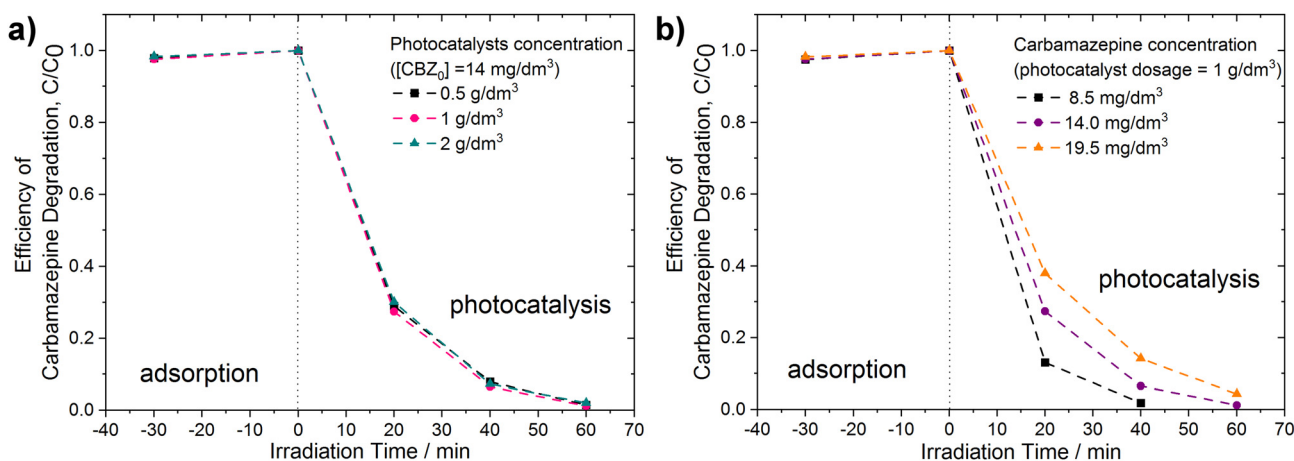 a)
Efficiency of
Carbamazepine Degradation, C/C0
1.0
0.8
0.6
0.4
0.2
0.0
Photocatalysts concentration
([CBZ₀] =14 mg/dm³)
0.5 g/dm³
1 g/dm³
2 g/dm³
photocatalysis
adsorption
-40 -30 -20 -10 0 10 20 30 40 50 60 70
Irradiation Time / min
b)
Efficiency of
Carbamazepine Degradation, C/C0
1.0
0.8
0.6
0.4
0.2
0.0
Carbamazepine concentration
(photocatalyst dosage = 1 g/dm³)
8.5 mg/dm³
14.0 mg/dm³
19.5 mg/dm³
photocatalysis
adsorption
-40 -30 -20 -10 0 10 20 30 40 50 60 70
Irradiation Time / min